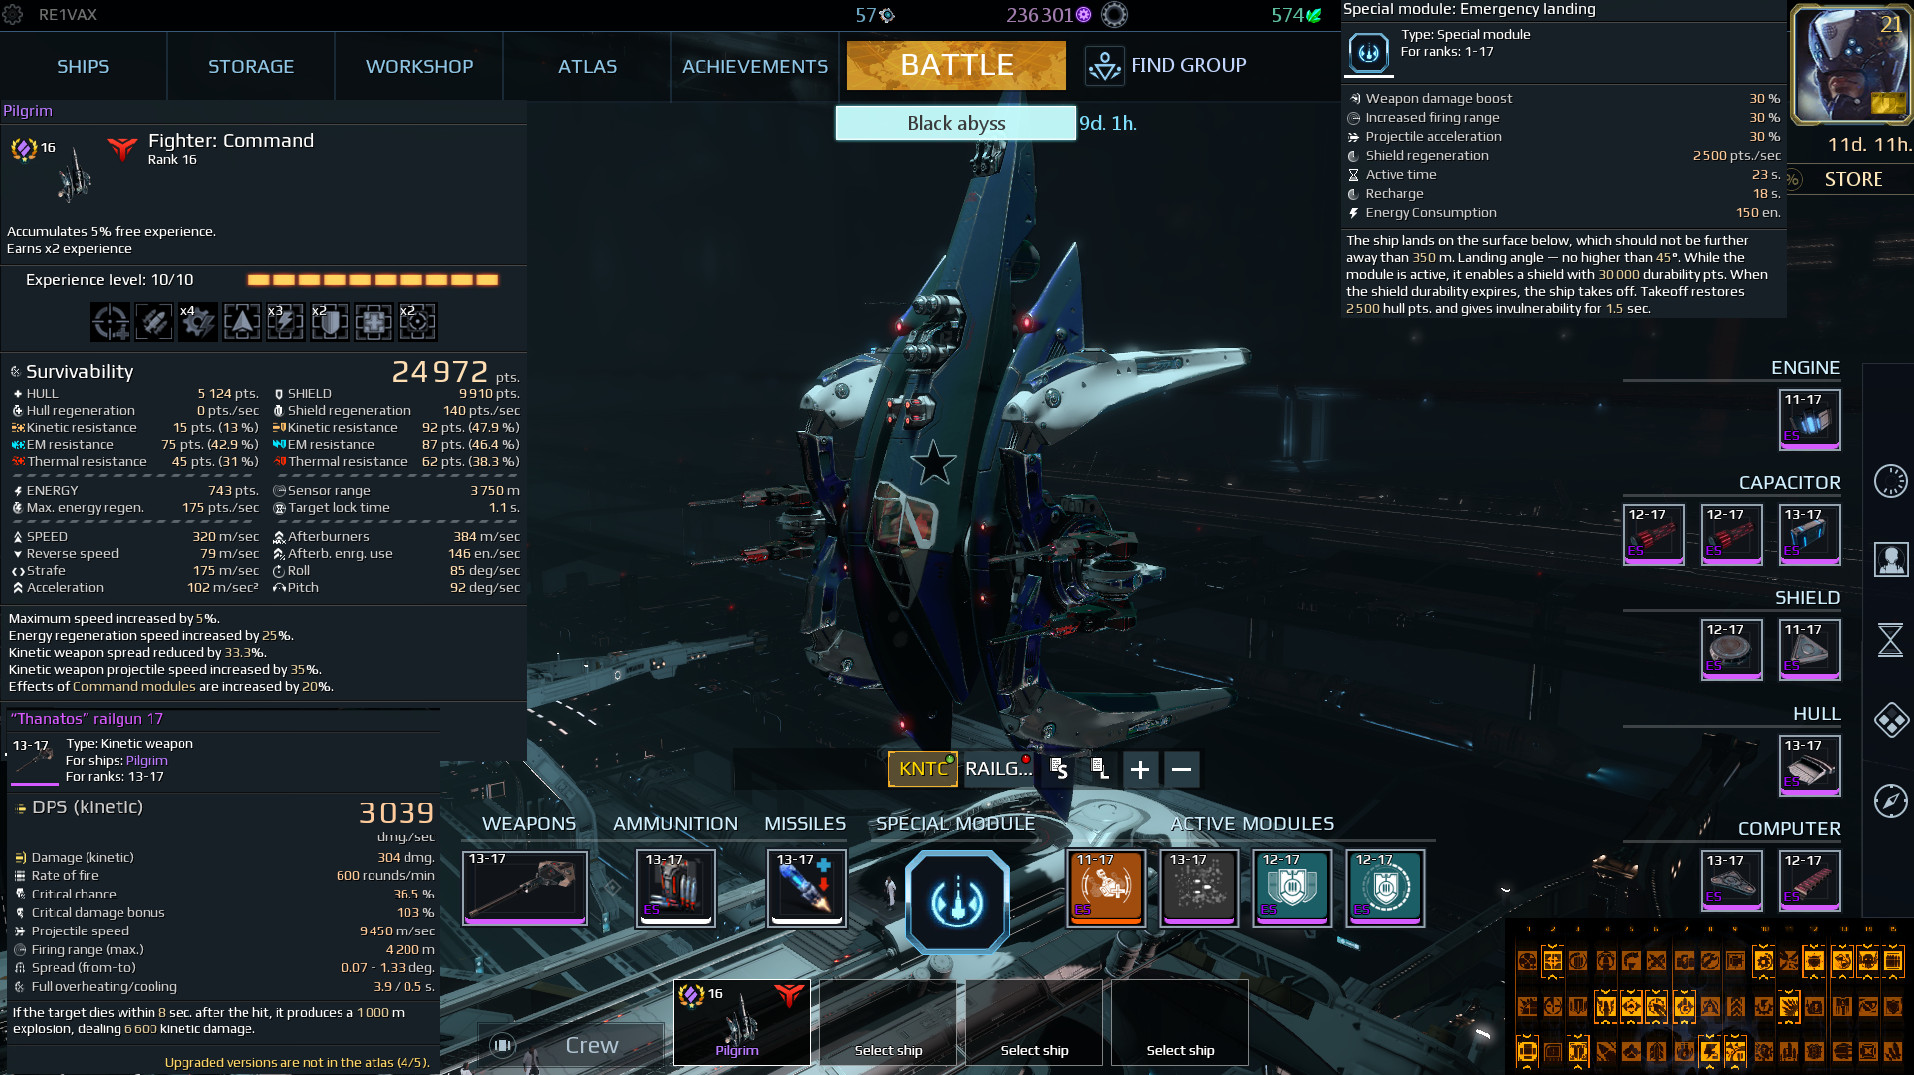 RE1VAX
57
236301
574
SHIPS
STORAGE
WORKSHOP
ATLAS
ACHIEVEMENTS
BATTLE
FIND GROUP
Black abyss
9d. 1h.
Special module: Emergency landing
Type: Special module
For ranks: 1-17
Weapon damage boost 30 %
Increased firing range 30 %
Projectile acceleration 30 %
Shield regeneration 2 500 pts./sec
Active time 23 s.
Recharge 18 s.
Energy Consumption 150 en.
The ship lands on the surface below, which should not be further
away than 350 m. Landing angle — no higher than 45°. While the
module is active, it enables a shield with 30 000 durability pts. When
the shield durability expires, the ship takes off. Takeoff restores
2 500 hull pts. and gives invulnerability for 1.5 sec.
21
11d. 11h.
% STORE
Pilgrim
16
Fighter: Command
Rank 16
Accumulates 5% free experience.
Earns x2 experience
Experience level: 10/10
x4 x3 x2 x2
Survivability 24 972 pts.
HULL 5 124 pts. SHIELD 9 910 pts.
Hull regeneration 0 pts./sec Shield regeneration 140 pts./sec
Kinetic resistance 15 pts. (13 %) Kinetic resistance 92 pts. (47.9 %)
EM resistance 75 pts. (42.9 %) EM resistance 87 pts. (46.4 %)
Thermal resistance 45 pts. (31 %) Thermal resistance 62 pts. (38.3 %)
ENERGY 743 pts. Sensor range 3 750 m
Max. energy regen. 175 pts./sec Target lock time 1.1 s.
SPEED 320 m/sec Afterburners 384 m/sec
Reverse speed 79 m/sec Afterb. enrg. use 146 en./sec
Strafe 175 m/sec Roll 85 deg/sec
Acceleration 102 m/sec² Pitch 92 deg/sec
Maximum speed increased by 5%.
Energy regeneration speed increased by 25%.
Kinetic weapon spread reduced by 33.3%.
Kinetic weapon projectile speed increased by 35%.
Effects of Command modules are increased by 20%.
"Thanatos" railgun 17
13-17
Type: Kinetic weapon
For ships: Pilgrim
For ranks: 13-17
DPS (kinetic) 3039
dmg/sec
Damage (kinetic) 304 dmg.
Rate of fire 600 rounds/min
Critcal chance 36.5 %
Critcal damage bonus 103 %
Projectile speed 9 450 m/sec
Firing range (max.) 4 200 m
Spread (from-to) 0.07 - 1.33 deg.
Full overheating/cooling 3.9 / 0.5 s.
If the target dies within 8 sec. after the hit, it produces a 1 000 m
explosion, dealing 6 600 kinetic damage.
Upgraded versions are not in the atlas (4/5).
KNTC
RAILG...
S
L
WEAPONS
AMMUNITION
MISSILES
SPECIAL MODULE
ACTIVE MODULES
13-17
13-17
ES
13-17
11-17
ES
13-17
12-17
ES
12-17
ES
ENGINE
11-17
ES
CAPACITOR
12-17
ES
12-17
ES
13-17
ES
SHIELD
12-17
ES
11-17
ES
HULL
13-17
ES
COMPUTER
13-17
ES
12-17
ES
Crew
16
Pilgrim
Select ship
Select ship
Select ship